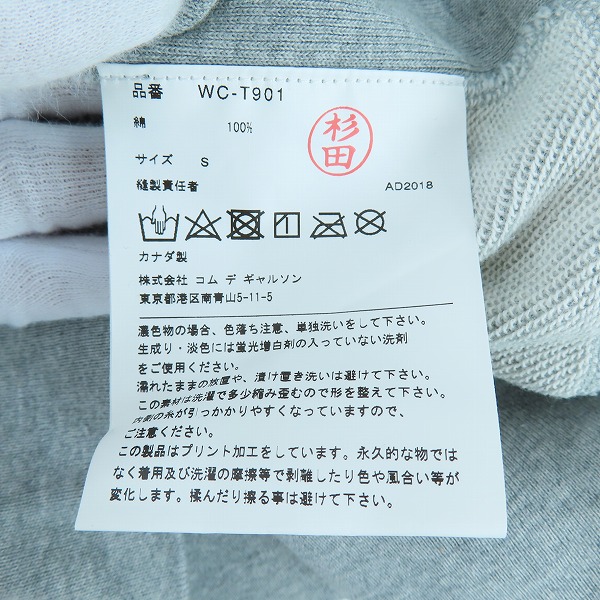 品番 WC-T901
綿 100%
杉田
サイズ S
縫製責任者 AD2018
カナダ製
株式会社 コム デ ギャルソン
東京都港区南青山5-11-5
濃色物の場合、色落ち注意、単独洗いをして下さい。
生成り・淡色には蛍光増白剤の入っていない洗剤
をご使用ください。
濡れたままの放置や、漬け置き洗いは避けて下さい。
この素材は洗濯で多少縮み歪むので形を整えて下さい。
内側の糸が引っかかりやすくなっていますので、
ご注意ください。
この製品はプリント加工をしています。永久的な物では
なく着用及び洗濯の摩擦等で剥離したり色や風合い等が
変化します。揉んだり擦る事は避けて下さい。